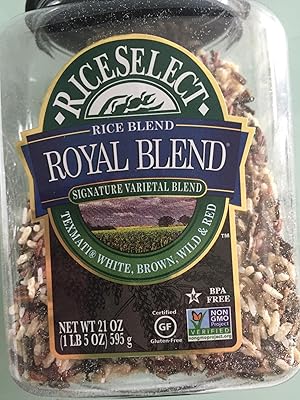 RICESELECT®
RICE BLEND
ROYAL BLEND®
SIGNATURE VARIETAL BLEND
TEXMATI® WHITE, BROWN, WILD & RED
™
BPA
FREE
NET WT 21 OZ
(1 LB 5 OZ) 595 g
Certified
GF
Gluten-Free
NON
GMO
Project
VERIFIED
nongmoproject.org